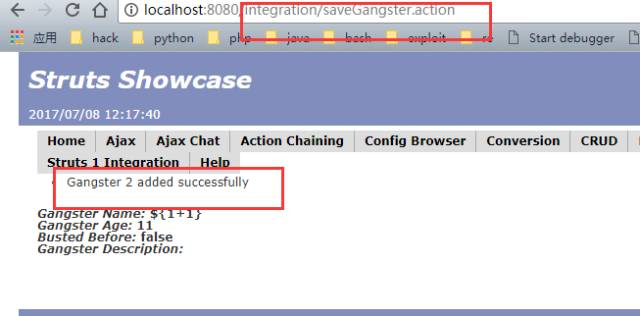 localhost:8080/integration/saveGangster.action
应用 hack python php java bash exploit re Start debugger
Struts Showcase
2017/07/08 12:17:40
Home Ajax Ajax Chat Action Chaining Config Browser Conversion CRUD
Struts 1 Integration Help
Gangster 2 added successfully
Gangster Name: ${1+1}
Gangster Age: 11
Busted Before: false
Gangster Description: